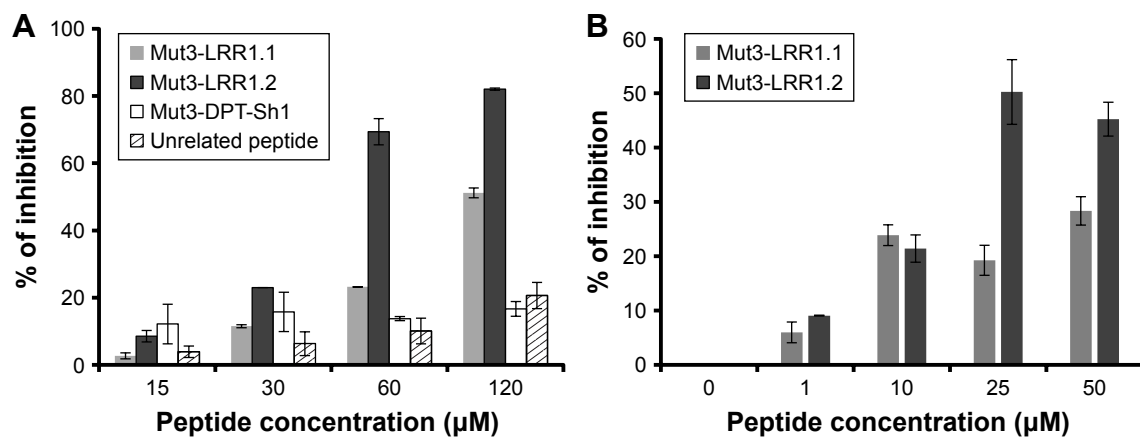 A
% of inhibition
100
80
60
40
20
0
Mut3-LRR1.1
Mut3-LRR1.2
Mut3-DPT-Sh1
Unrelated peptide
15 30 60 120
Peptide concentration (µM)
B
% of inhibition
60
50
40
30
20
10
0
Mut3-LRR1.1
Mut3-LRR1.2
0 1 10 25 50
Peptide concentration (µM)